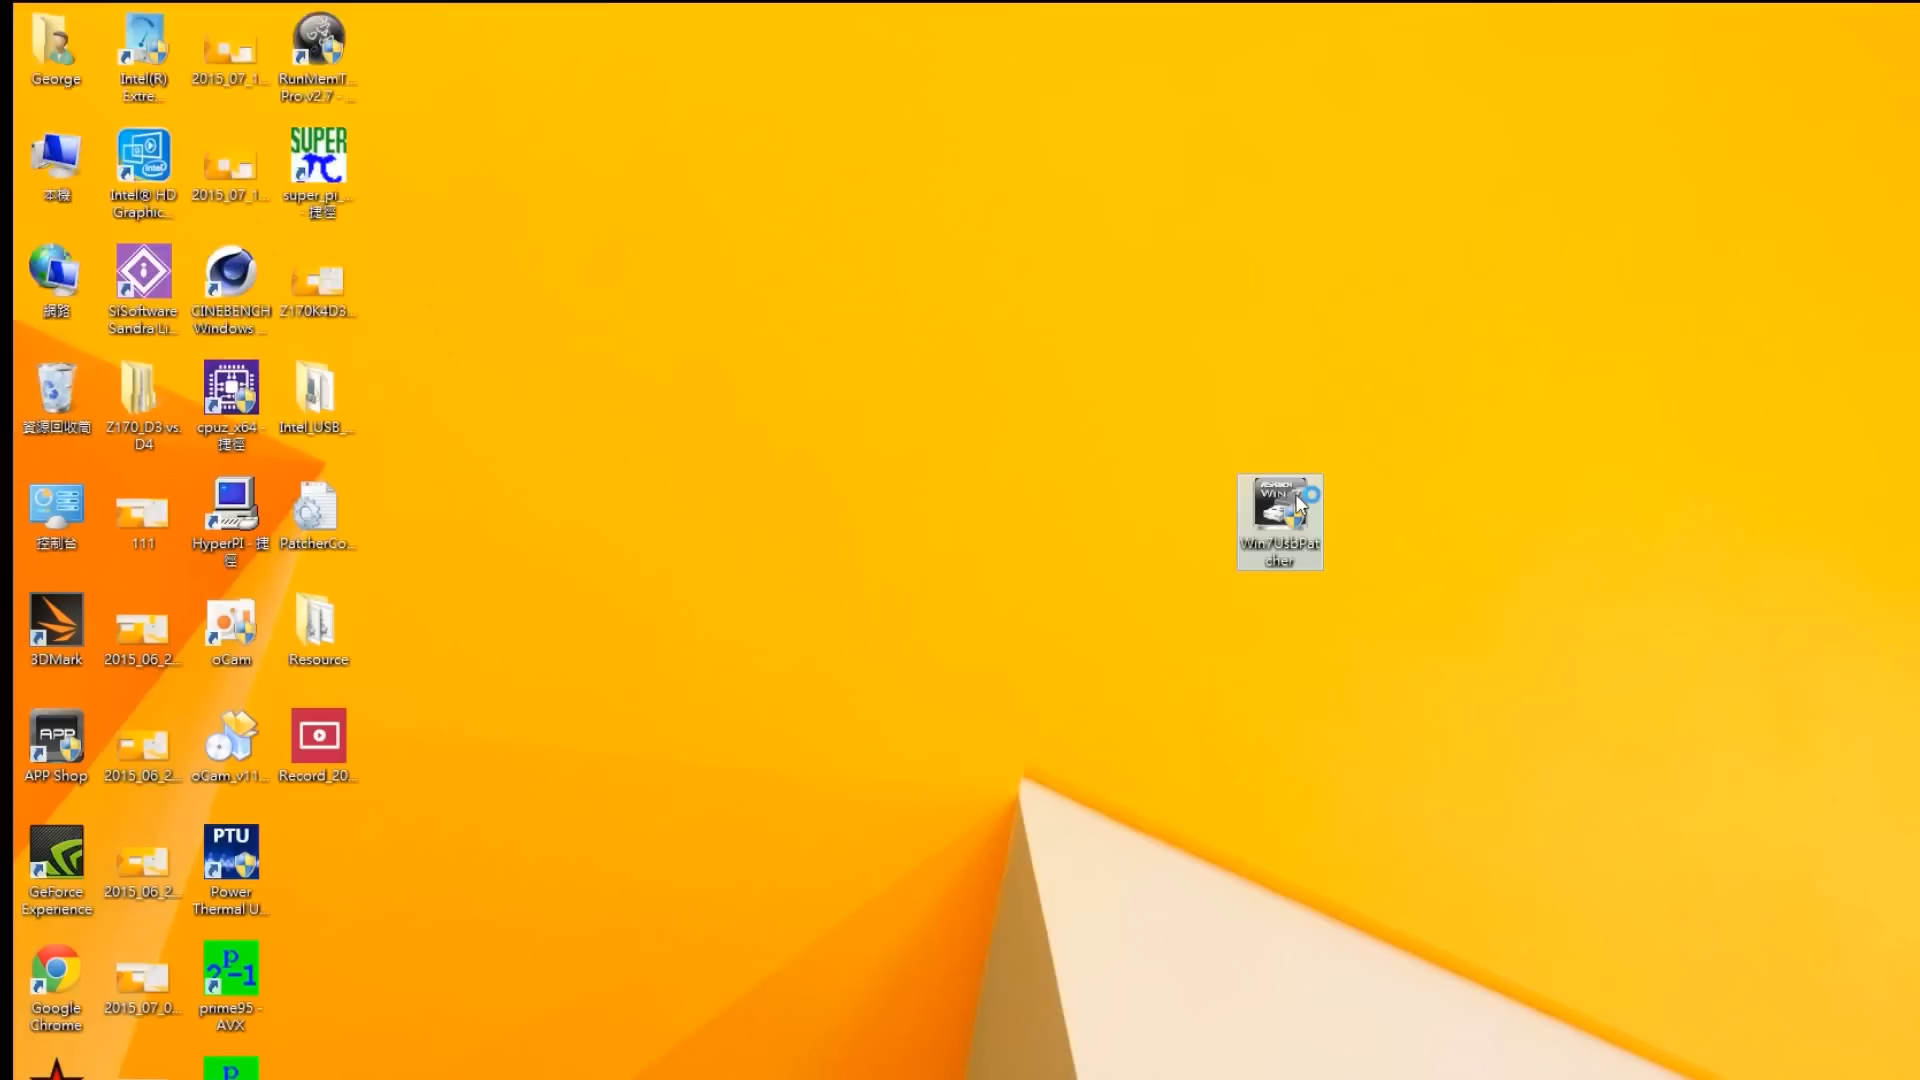 George
Intel(R)
Extre...
2015_07_1...
RunMemT...
Pro v2.7 - ...
本機
Intel® HD
Graphic...
2015_07_1...
SUPER
π
super_pi_...
- 捷徑
網路
SiSoftware
Sandra Li...
CINEBENCH
Windows ...
Z170K4D3...
資源回收筒
Z170_D3 vs.
D4
cpuz_x64 -
捷徑
Intel_USB_...
控制台
111
HyperPI - 捷
徑
PatcherCo...
Win7UsbPat
cher
3DMark
2015_06_2...
oCam
Resource
APP
APP Shop
2015_06_2...
oCam_v11...
Record_20...
GeForce
Experience
2015_06_2...
PTU
Power
Thermal U...
Google
Chrome
2015_07_0...
2
p
-1
prime95 -
AVX
p